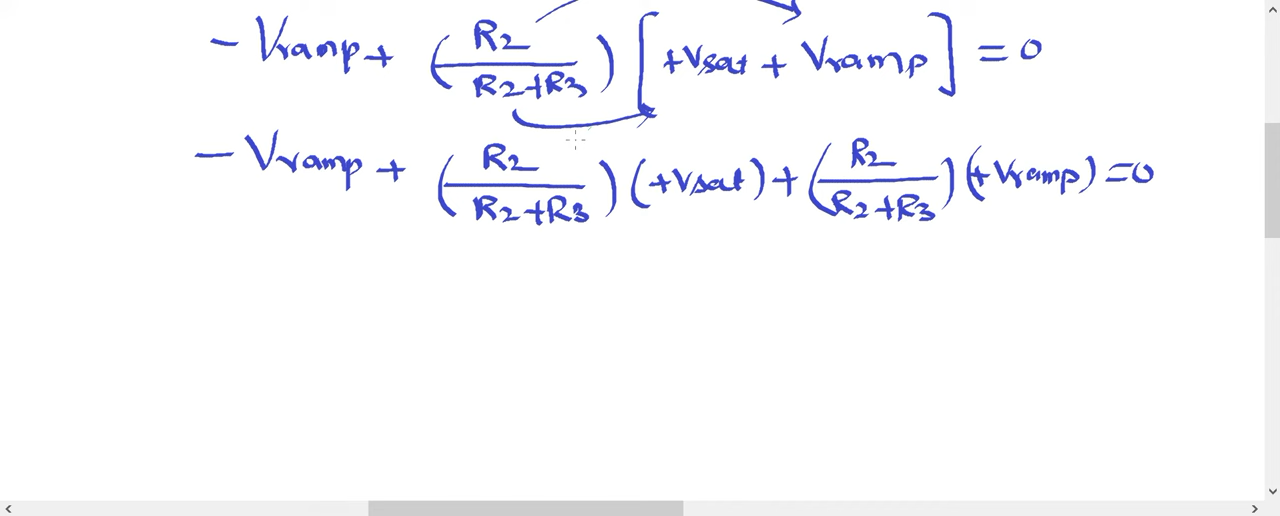 - Vramp + (R2/(R2+R3)) [+Vsat + Vramp] = 0
- Vramp + (R2/(R2+R3)) (+Vsat) + (R2/(R2+R3)) (+Vramp) = 0